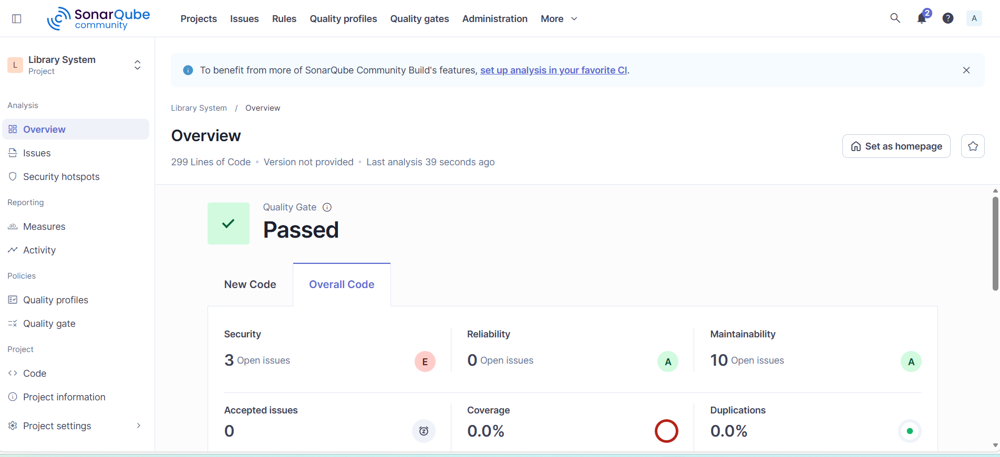 SonarQube community
Projects Issues Rules Quality profiles Quality gates Administration More
2
?
A
L
Library System
Project
Analysis
Overview
Issues
Security hotspots
Reporting
Measures
Activity
Policies
Quality profiles
Quality gate
Project
Code
Project information
Project settings
To benefit from more of SonarQube Community Build's features, set up analysis in your favorite CI.
Library System / Overview
Overview
Set as homepage
299 Lines of Code • Version not provided • Last analysis 39 seconds ago
Quality Gate
Passed
New Code Overall Code
Security Reliability Maintainability
3 Open issues E 0 Open issues A 10 Open issues A
Accepted issues Coverage Duplications
0 0.0% 0.0%